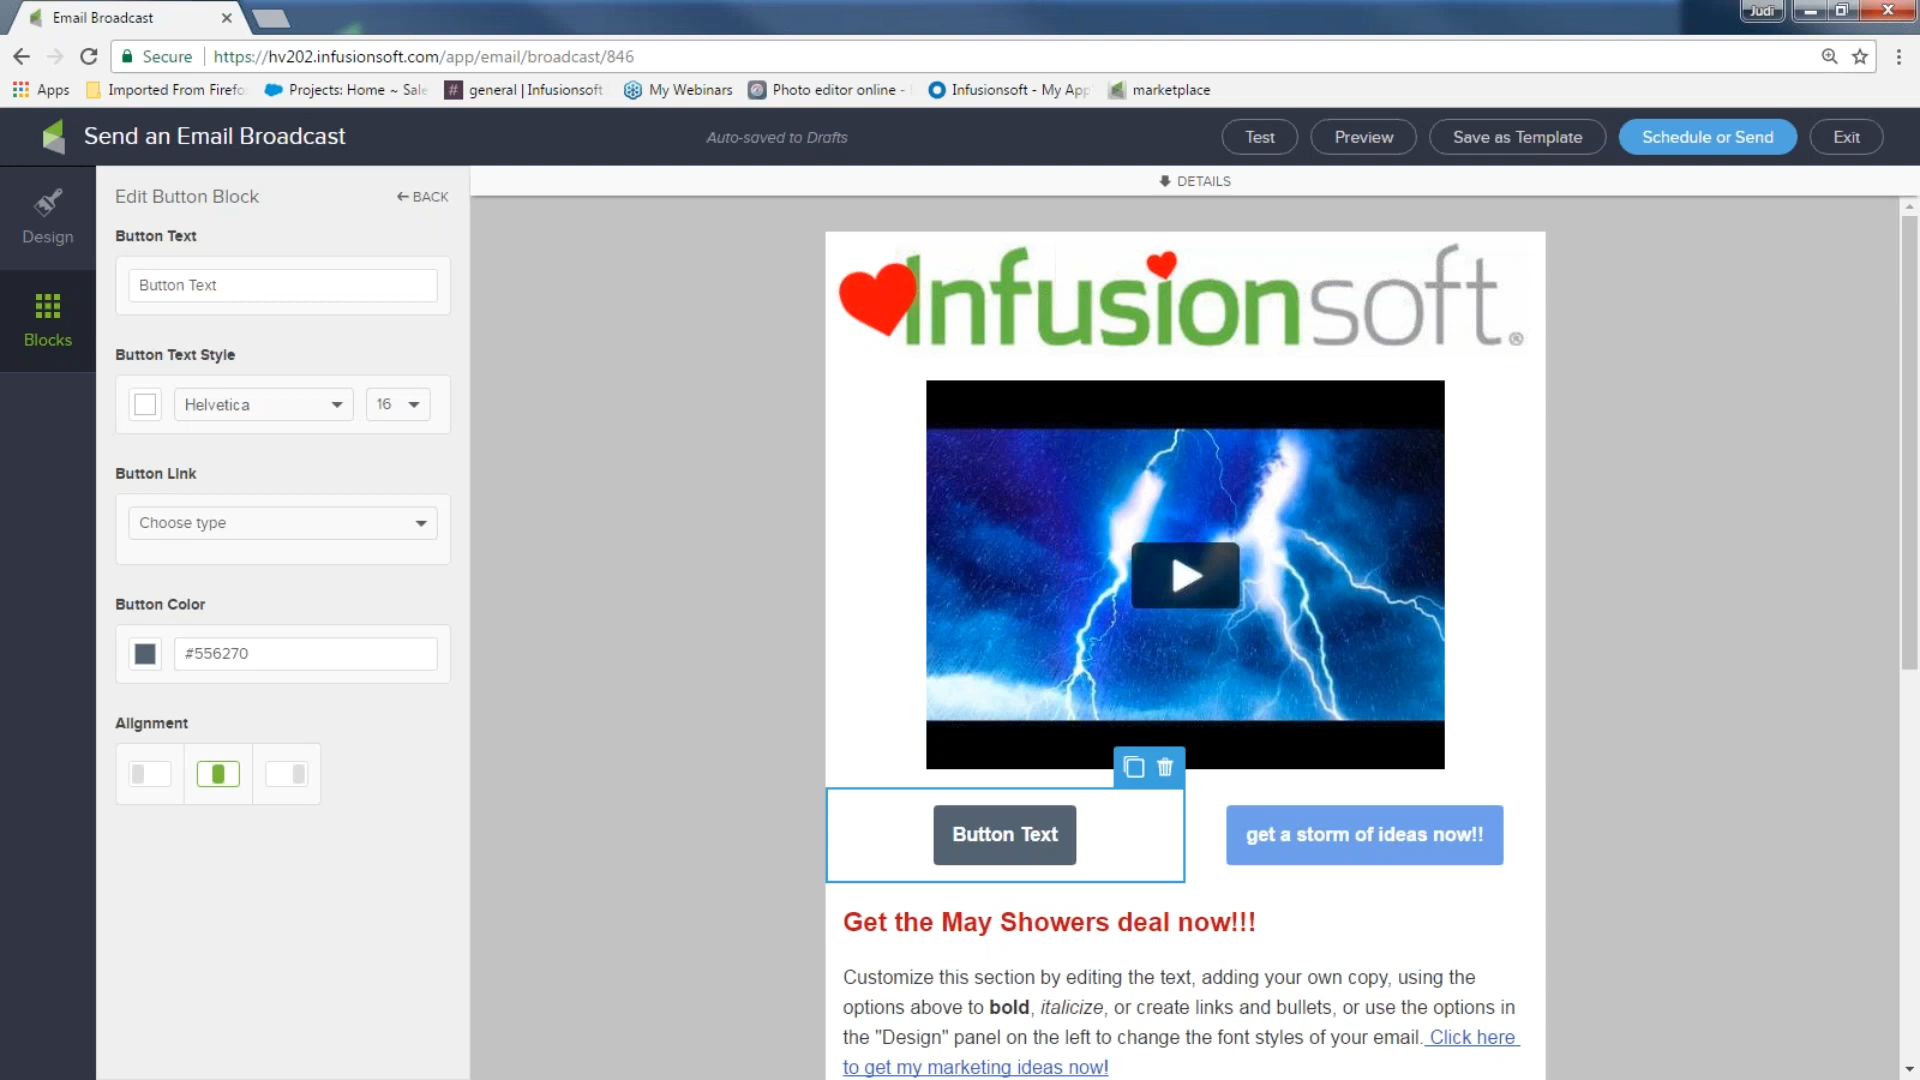 Email Broadcast
Judi
Secure
https://hv202.infusionsoft.com/app/email/broadcast/846
Apps
Imported From Firefo
Projects: Home ~ Sale
# general | Infusionsoft
My Webinars
Photo editor online -
Infusionsoft - My App
marketplace
Send an Email Broadcast
Auto-saved to Drafts
Test
Preview
Save as Template
Schedule or Send
Exit
DETAILS
Design
Blocks
Edit Button Block
BACK
Button Text
Button Text
Button Text Style
Helvetica
16
Button Link
Choose type
Button Color
#556270
Alignment
Infusionsoft®
Button Text
get a storm of ideas now!!
Get the May Showers deal now!!!
Customize this section by editing the text, adding your own copy, using the
options above to bold, italicize, or create links and bullets, or use the options in
the "Design" panel on the left to change the font styles of your email. Click here
to get my marketing ideas now!